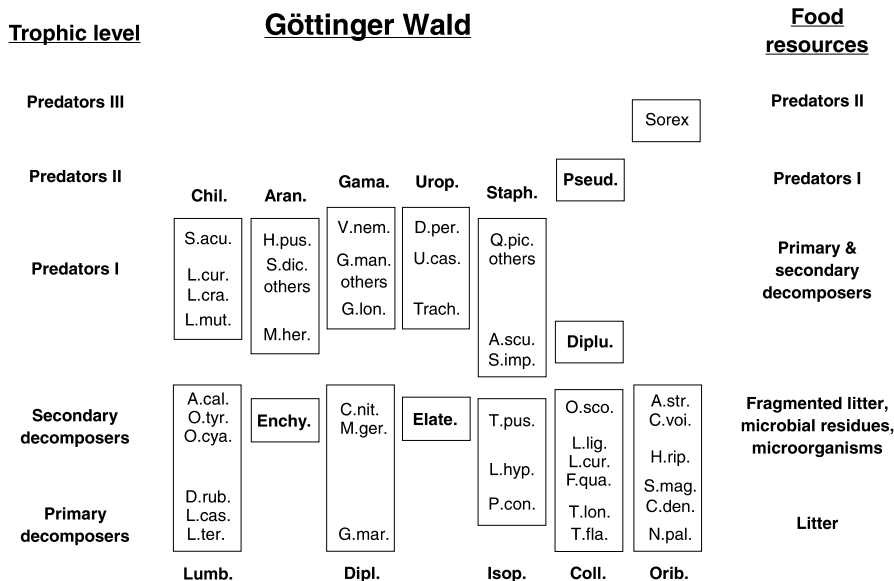 Göttinger Wald
Trophic level
Food
resources
Predators III
Sorex
Predators II
Predators II
Pseud.
Predators I
Chil.
Aran.
Gama.
Urop.
Staph.
Predators I
S.acu.
L.cur.
L.cra.
L.mut.
H.pus.
S.dic.
others
M.her.
V.nem.
G.man.
others
G.lon.
D.per.
U.cas.
Trach.
Q.pic.
others
A.scu.
S.imp.
Diplu.
Primary &
secondary
decomposers
Secondary
decomposers
Primary
decomposers
A.cal.
O.tyr.
O.cya.
D.rub.
L.cas.
L.ter.
Lumb.
Enchy.
C.nit.
M.ger.
G.mar.
Dipl.
Elate.
T.pus.
L.hyp.
P.con.
Isop.
O.sco.
L.lig.
L.cur.
F.qua.
T.lon.
T.fla.
Coll.
A.str.
C.voi.
H.rip.
S.mag.
C.den.
N.pal.
Orib.
Fragmented litter,
microbial residues,
microorganisms
Litter